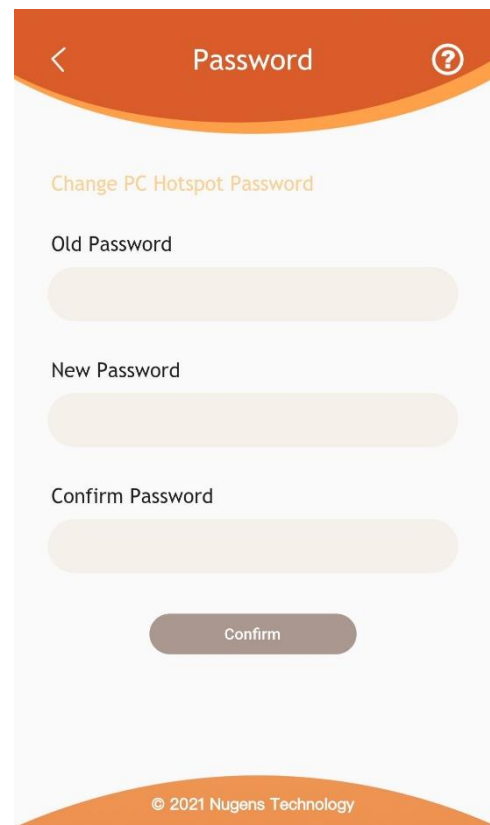 Password
Change PC Hotspot Password
Old Password
New Password
Confirm Password
Confirm
© 2021 Nugens Technology